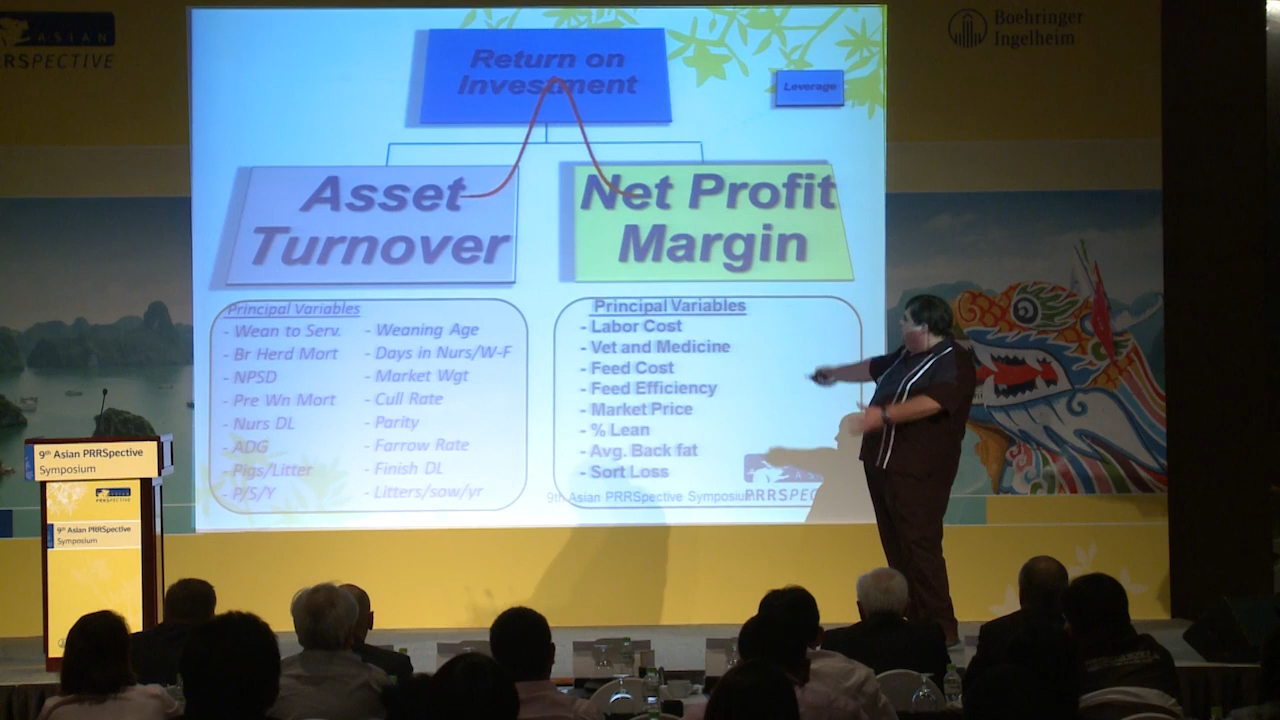 ASIAN
PRRSPECTIVE
Boehringer
Ingelheim
Return on
Investment
Leverage
Asset
Turnover
Net Profit
Margin
Principal Variables
- Wean to Serv.
- Br Herd Mort
- NPSD
- Pre Wn Mort
- Nurs DL
- ADG
- Pigs/Litter
- P/S/Y
- Weaning Age
- Days in Nurs/W-F
- Market Wgt
- Cull Rate
- Parity
- Farrow Rate
- Finish DL
- Litters/sow/yr
Principal Variables
- Labor Cost
- Vet and Medicine
- Feed Cost
- Feed Efficiency
- Market Price
- % Lean
- Avg. Back fat
- Sort Loss
9th Asian PRRSpective Symposium
PRRSPEC
9th Asian PRRSpective
Symposium
9th Asian PRRSpective
Symposium